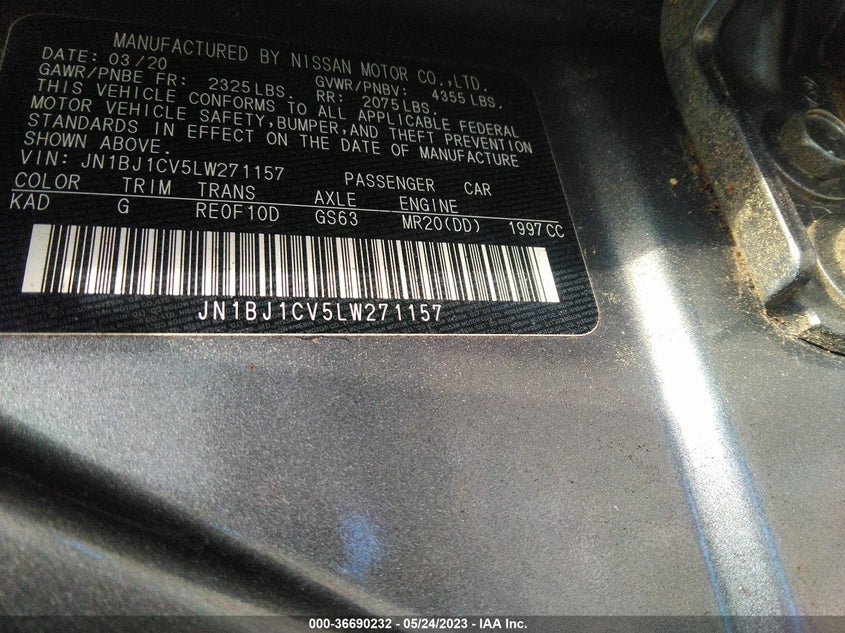 MANUFACTURED BY NISSAN MOTOR CO.,LTD.
DATE: 03/20
GAWR/PNBE FR: 2325LBS. GVWR/PNBV: 4355 LBS.
RR: 2075LBS.
THIS VEHICLE CONFORMS TO ALL APPLICABLE FEDERAL
MOTOR VEHICLE SAFETY,BUMPER,AND THEFT PREVENTION
STANDARDS IN EFFECT ON THE DATE OF MANUFACTURE
SHOWN ABOVE.
VIN: JN1BJ1CV5LW271157 PASSENGER CAR
COLOR TRIM TRANS AXLE ENGINE
KAD G RE0F10D GS63 MR20(DD) 1997CC
JN1BJ1CV5LW271157
000-36690232 - 05/24/2023 - IAA Inc.